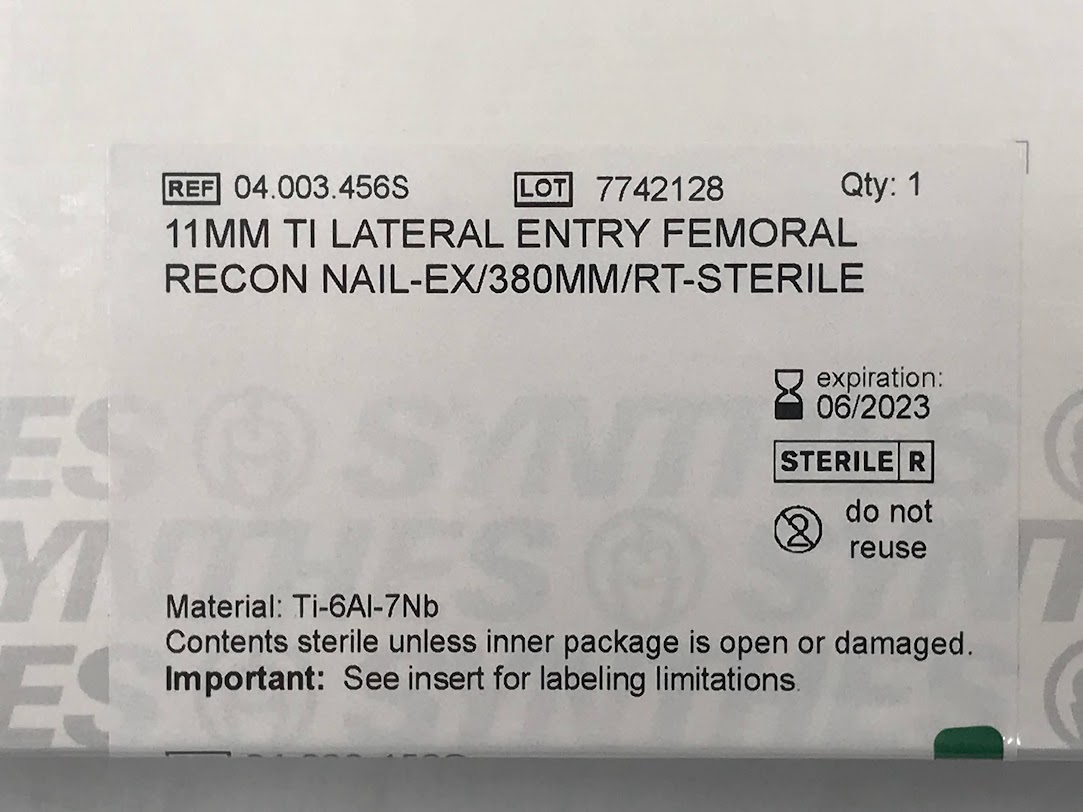 REF 04.003.456S LOT 7742128 Qty: 1
11MM TI LATERAL ENTRY FEMORAL
RECON NAIL-EX/380MM/RT-STERILE
expiration:
06/2023
STERILE R
do not
reuse
SYNTHES
SYNTHES
Material: Ti-6Al-7Nb
Contents sterile unless inner package is open or damaged.
Important: See insert for labeling limitations.